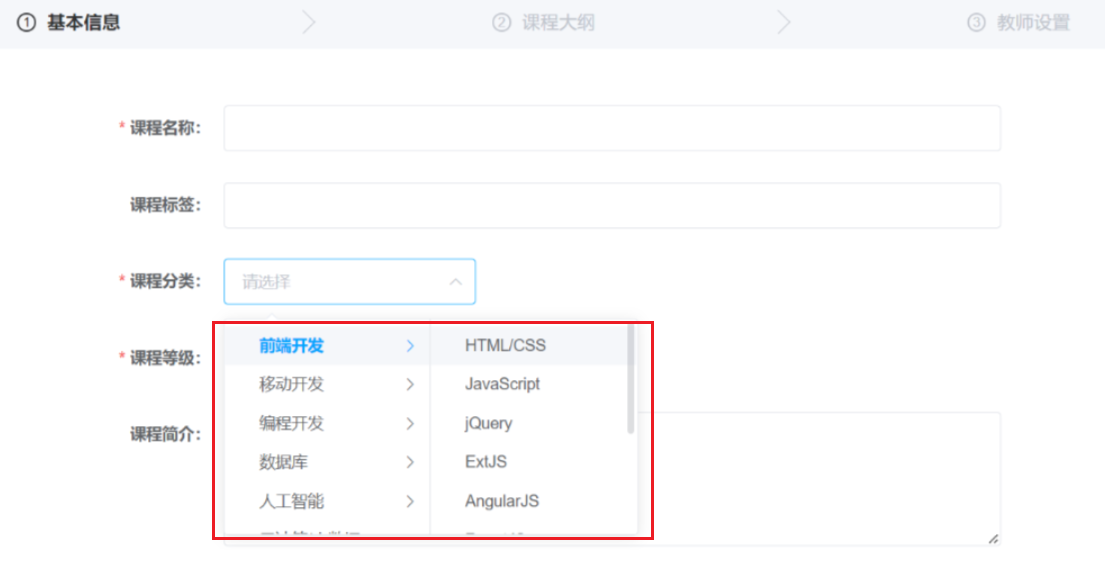 ① 基本信息
② 课程大纲
③ 教师设置
* 课程名称:
课程标签:
* 课程分类: 请选择
前端开发 HTML/CSS
* 课程等级:
移动开发 JavaScript
编程开发 jQuery
课程简介:
数据库 ExtJS
人工智能 AngularJS